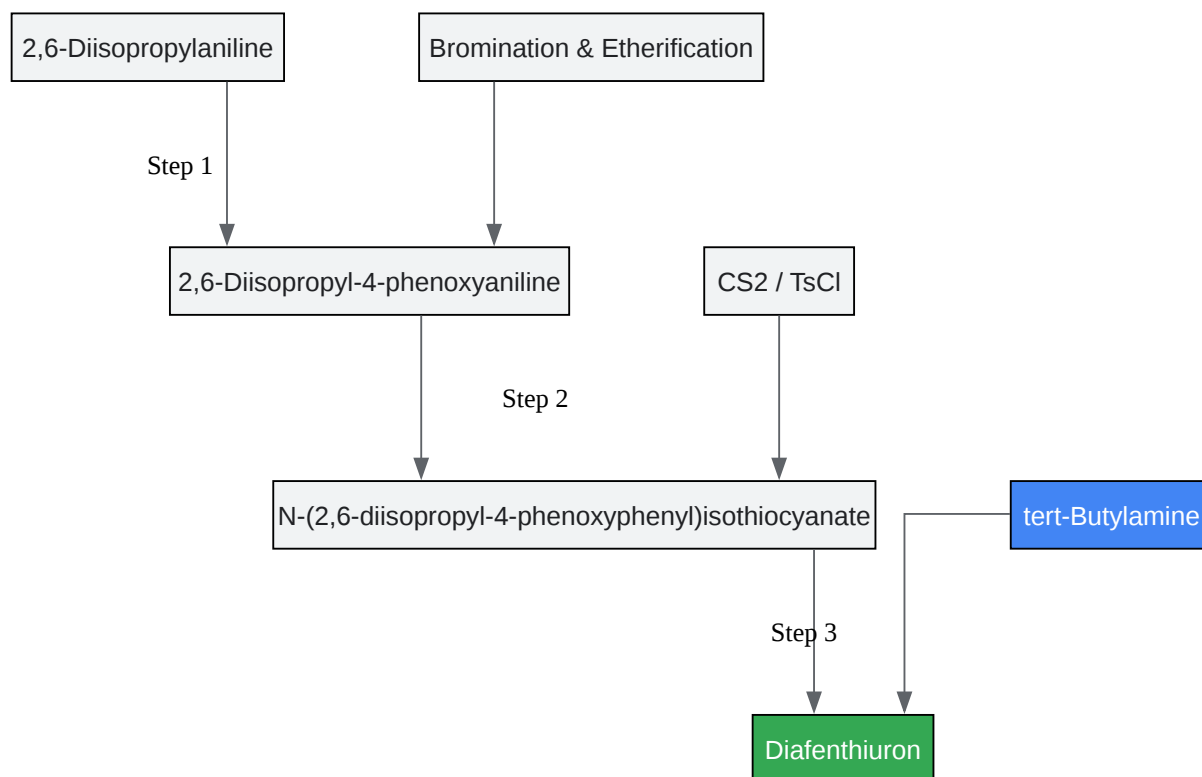 2,6-Diisopropylaniline
Bromination & Etherification
Step 1
2,6-Diisopropyl-4-phenoxyaniline
CS2 / TsCl
Step 2
N-(2,6-diisopropyl-4-phenoxyphenyl)isothiocyanate
tert-Butylamine
Step 3
Diafenthiuron